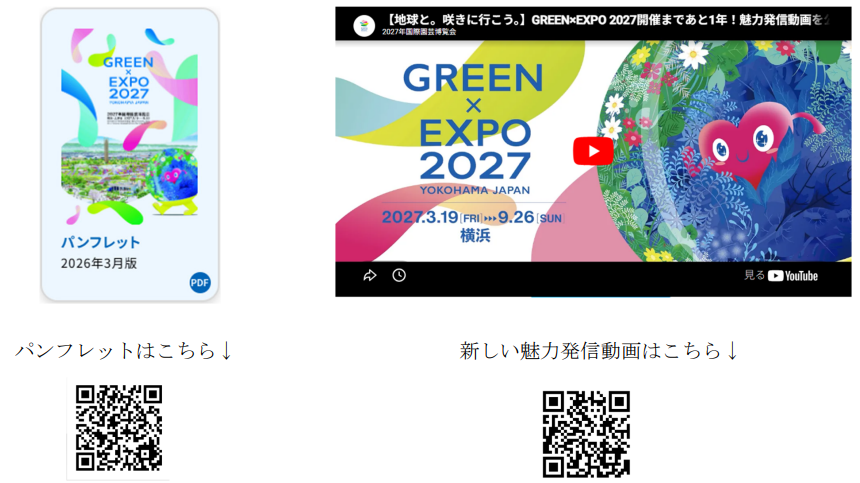 GREEN
×
EXPO
2027
YOKOHAMA JAPAN
パンフレット
2026年3月版
PDF
【地球と。咲きに行こう。】GREEN×EXPO 2027開催まであと1年！魅力発信動画を
2027年国際園芸博覧会
GREEN
×
EXPO
2027
YOKOHAMA JAPAN
2027.3.19[FRI]▸▸▸9.26[SUN]
横浜
見る YouTube
パンフレットはこちら↓
新しい魅力発信動画はこちら↓